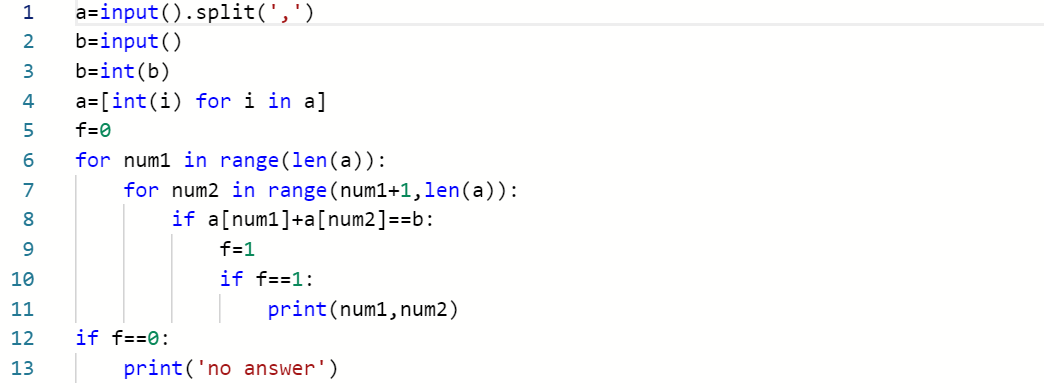 1 a=input().split(',')
2 b=input()
3 b=int(b)
4 a=[int(i) for i in a]
5 f=0
6 for num1 in range(len(a)):
7     for num2 in range(num1+1,len(a)):
8         if a[num1]+a[num2]==b:
9             f=1
10             if f==1:
11                 print(num1,num2)
12 if f==0:
13     print('no answer')